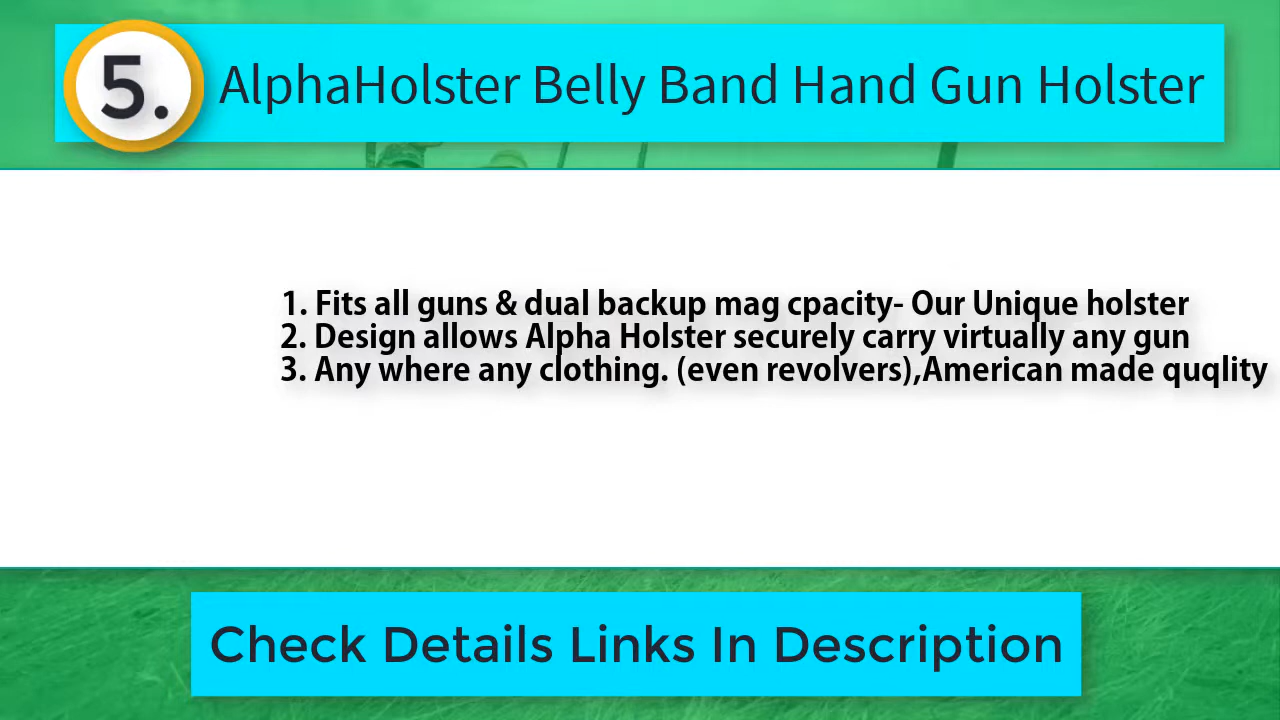 5. AlphaHolster Belly Band Hand Gun Holster
1. Fits all guns & dual backup mag cpacity- Our Unique holster
2. Design allows Alpha Holster securely carry virtually any gun
3. Any where any clothing. (even revolvers),American made quqlity
Check Details Links In Description